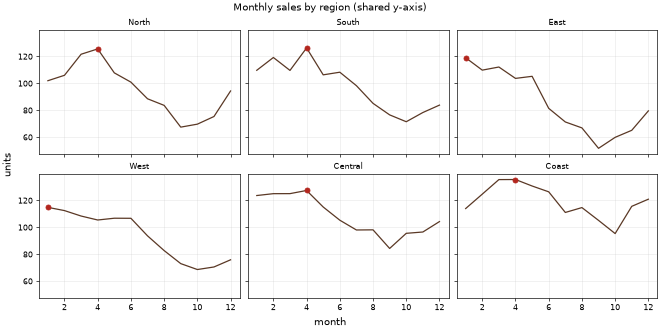 Monthly sales by region (shared y-axis)
North South East
120
100
80
60
West Central Coast
120
100
80
60
2 4 6 8 10 12 2 4 6 8 10 12 2 4 6 8 10 12
units
month